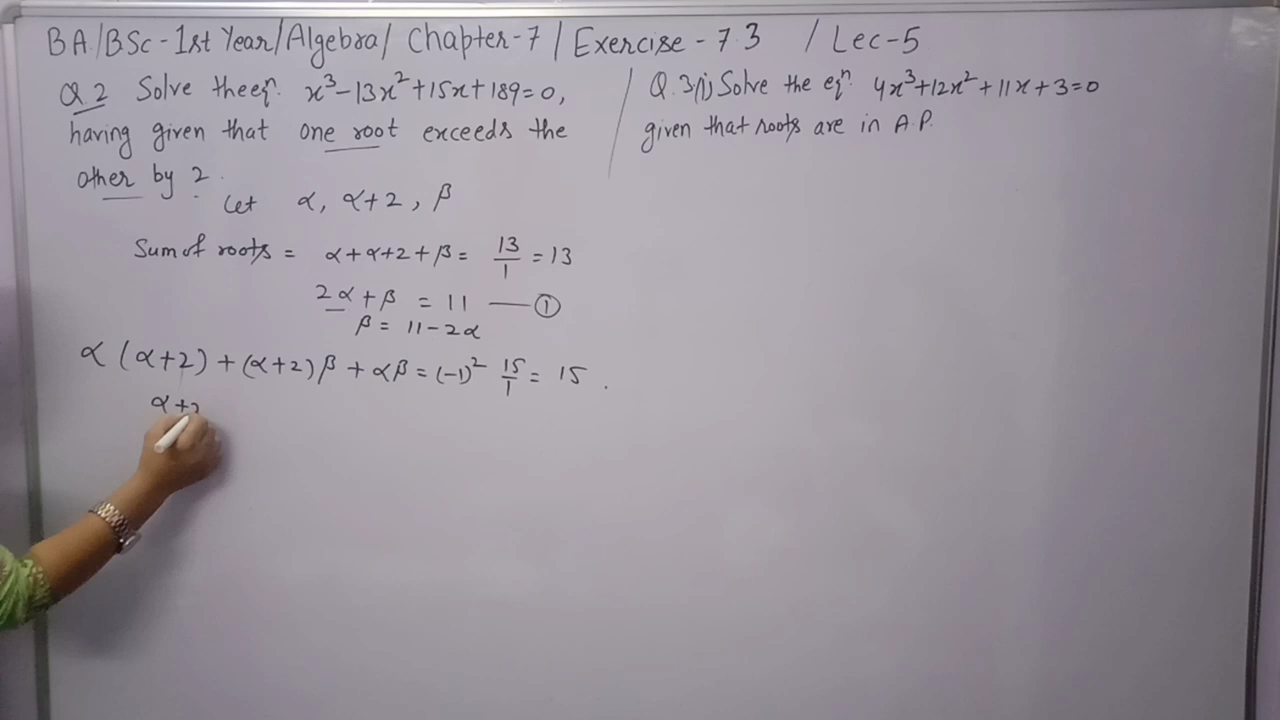 BA/BSc-1st Year/Algebra/ Chapter-7 / Exercise-7.3 / Lec-5
Q.2 Solve the eqn. x³-13x²+15x+189=0,
having given that one root exceeds the
other by 2.
Let α, α+2, β
Sum of roots = α+α+2+β = 13/1 = 13
2α+β = 11 — ①
β = 11-2α
α(α+2)+(α+2)β+αβ = (-1)² 15/1 = 15.
α+2
Q.3(i) Solve the eqn. 4x³+12x²+11x+3=0
given that roots are in A.P.